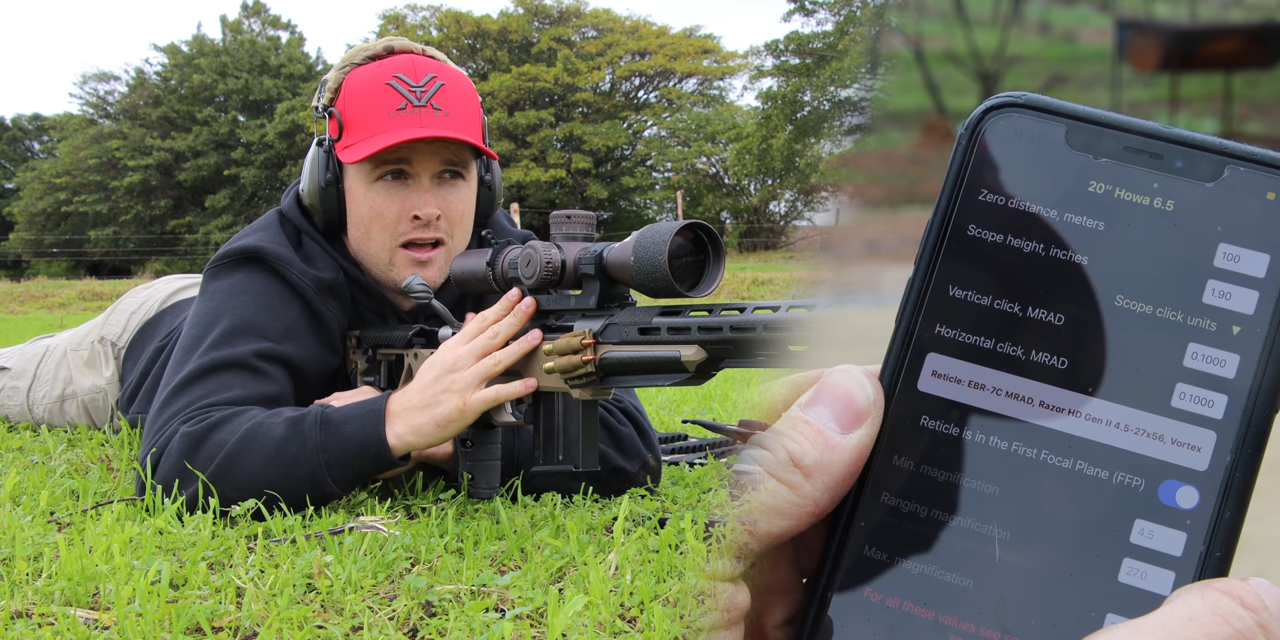 VORTEX
20” Howa 6.5
Zero distance, meters
100
Scope height, inches
1.90
Scope click units ▼
Vertical click, MRAD
0.1000
Horizontal click, MRAD
0.1000
Reticle: EBR-7C MRAD, Razor HD Gen II 4.5-27x56, Vortex
Reticle is in the First Focal Plane (FFP)
Min. magnification
4.5
Ranging magnification
27.0
Max. magnification
For all these values see